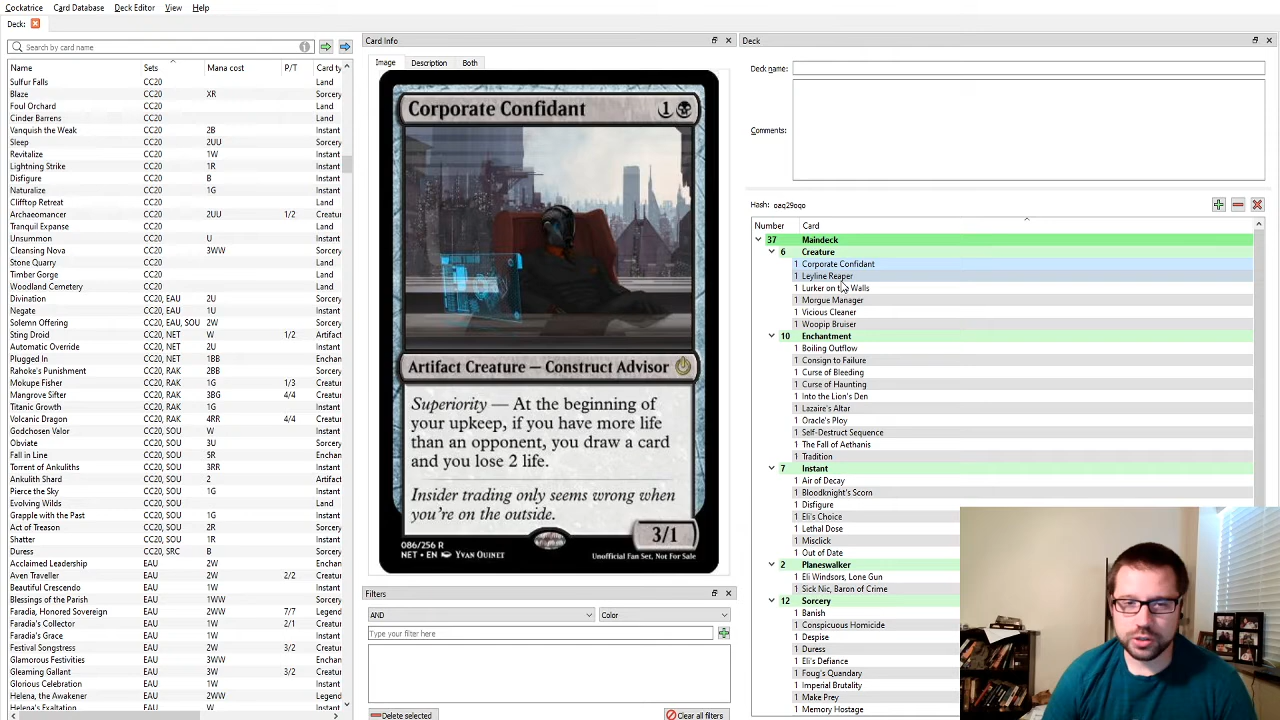 Cockatrice Card Database Deck Editor View Help
Deck:
Search by card name
Name Sets Mana cost P/T Card ty
Sulfur Falls CC20 Land
Blaze CC20 XR Sorcery
Foul Orchard CC20 Land
Cinder Barrens CC20 Land
Vanquish the Weak CC20 2B Instant
Sleep CC20 2UU Sorcery
Revitalize CC20 1W Instant
Lightning Strike CC20 1R Instant
Disfigure CC20 B Instant
Naturalize CC20 1G Instant
Clifftop Retreat CC20 Land
Archaeomancer CC20 2UU 1/2 Creatur
Tranquil Expanse CC20 Land
Unsummon CC20 U Instant
Cleansing Nova CC20 3WW Sorcery
Stone Quarry CC20 Land
Timber Gorge CC20 Land
Woodland Cemetery CC20 Land
Divination CC20, EAU 2U Sorcery
Negate CC20, EAU 1U Instant
Solemn Offering CC20, EAU, SOU 2W Sorcery
Sting Droid CC20, NET W 1/2 Artifact
Automatic Override CC20, NET 2U Instant
Plugged In CC20, NET 1BB Enchan
Rahoke's Punishment CC20, RAK 2BB Sorcery
Mokupe Fisher CC20, RAK 1G 1/3 Creatur
Mangrove Sifter CC20, RAK 3BG 4/4 Creatur
Titanic Growth CC20, RAK 1G Instant
Volcanic Dragon CC20, RAK 4RR 4/4 Creatur
Godchosen Valor CC20, SOU W Instant
Obviate CC20, SOU 3U Instant
Fall in Line CC20, SOU 5R Instant
Torrent of Ankuliths CC20, SOU 3RR Instant
Ankulith Shard CC20, SOU 2 Artifact
Pierce the Sky CC20, SOU 1G Instant
Evolving Wilds CC20, SOU Land
Grapple with the Past CC20, SOU 1G Instant
Act of Treason CC20, SOU 2R Sorcery
Shatter CC20, SOU 1R Instant
Duress CC20, SRC B Sorcery
Acclaimed Leadership EAU 2W Enchan
Aven Traveller EAU 2W 2/2 Creatur
Beautiful Crescendo EAU 1W Instant
Blessings of the Parish EAU 1WW Enchan
Faradia, Honored Sovereign EAU 2WW 7/7 Legend
Faradia's Collector EAU 1W 2/1 Creatur
Faradia's Grace EAU 1W Instant
Festival Songstress EAU 2W 3/2 Creatur
Glamorous Festivities EAU 3WW Enchan
Gleaming Gallant EAU 3W 3/2 Creatur
Glorious Celebration EAU 1W Instant
Helena, the Awakener EAU 2WW Legend
Helena's Exaltation EAU 2W
Card Info
Image Description Both
Corporate Confidant 1
Artifact Creature — Construct Advisor
Superiority — At the beginning of
your upkeep, if you have more life
than an opponent, you draw a card
and you lose 2 life.
Insider trading only seems wrong when
you're on the outside.
3/1
086/256 R
NET • EN Yvan Quinet
Unofficial Fan Set, Not For Sale
Filters
AND Color
Type your filter here
Delete selected Clear all filters
Deck
Deck name:
Comments:
Hash: oaq29oqo
Number Card
37 Maindeck
6 Creature
1 Corporate Confidant
1 Leyline Reaper
1 Lurker on the Walls
1 Morgue Manager
1 Vicious Cleaner
1 Woopip Bruiser
10 Enchantment
1 Boiling Outflow
1 Consign to Failure
1 Curse of Bleeding
1 Curse of Haunting
1 Into the Lion's Den
1 Lazaire's Altar
1 Oracle's Ploy
1 Self-Destruct Sequence
1 The Fall of Aethanis
1 Tradition
7 Instant
1 Air of Decay
1 Bloodknight's Scorn
1 Disfigure
1 Eli's Choice
1 Lethal Dose
1 Misclick
1 Out of Date
2 Planeswalker
1 Eli Windsors, Lone Gun
1 Sick Nic, Baron of Crime
12 Sorcery
1 Banish
1 Conspicuous Homicide
1 Despise
1 Duress
1 Eli's Defiance
1 Foug's Quandary
1 Imperial Brutality
1 Make Prey
1 Memory Hostage